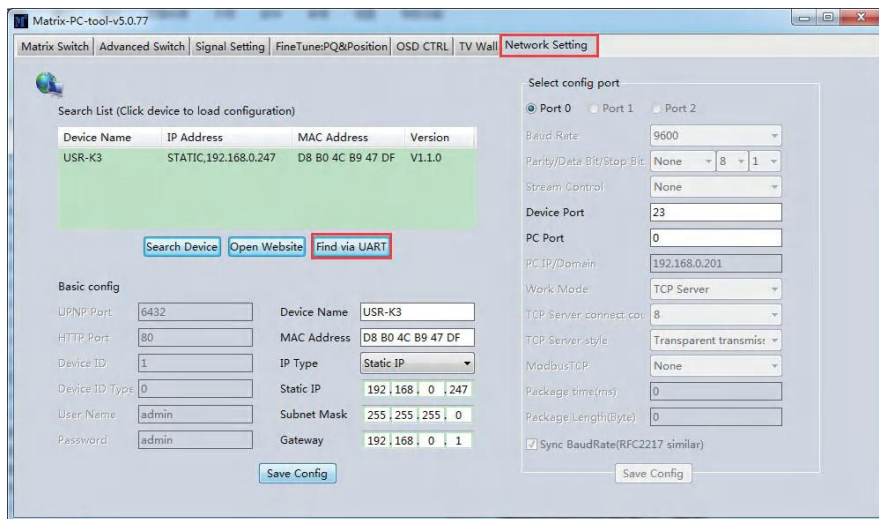 Matrix-PC-tool-v5.0.77
Matrix Switch Advanced Switch Signal Setting FineTune:PQ&Position OSD CTRL TV Wall Network Setting
Search List (Click device to load configuration)
Device Name IP Address MAC Address Version
USR-K3 STATIC,192.168.0.247 D8 B0 4C B9 47 DF V1.1.0
Search Device Open Website Find via UART
Basic config
UPNP Port 6432
HTTP Port 80
Device ID 1
Device ID Type 0
User Name admin
Password admin
Device Name USR-K3
MAC Address D8 B0 4C B9 47 DF
IP Type Static IP
Static IP 192 . 168 . 0 . 247
Subnet Mask 255 . 255 . 255 . 0
Gateway 192 . 168 . 0 . 1
Save Config
Select config port
Port 0 Port 1 Port 2
Baud Rate 9600
Parity/Data Bit/Stop Bit None 8 1
Stream Control None
Device Port 23
PC Port 0
PC IP/Domain 192.168.0.201
Work Mode TCP Server
TCP Server connect cou 8
TCP Server style Transparent transmis:
ModbusTCP None
Package time(ms) 0
Package Length(Byte) 0
Sync BaudRate(RFC2217 similar)
Save Config